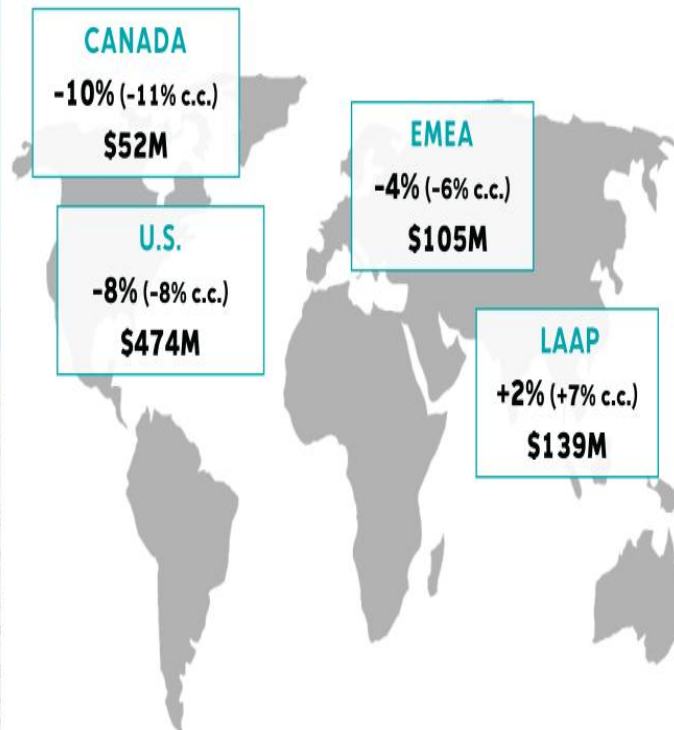 CANADA
-10% (-11% c.c.)
$52M
EMEA
-4% (-6% c.c.)
$105M
U.S.
-8% (-8% c.c.)
$474M
LAAP
+2% (+7% c.c.)
$139M